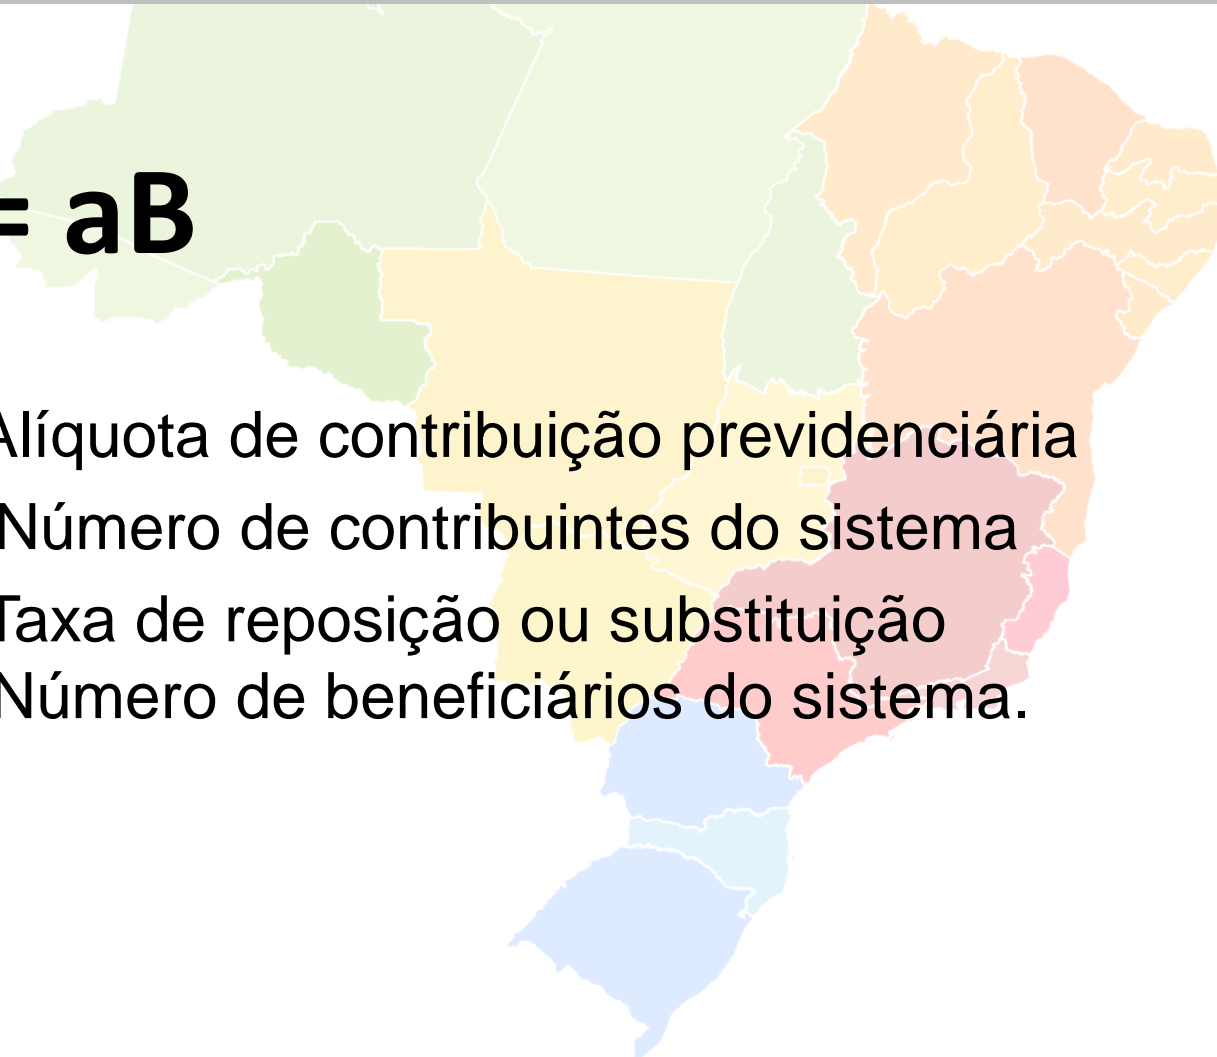 = aB
Alíquota de contribuição previdenciária
Número de contribuintes do sistema
Taxa de reposição ou substituição
Número de beneficiários do sistema.